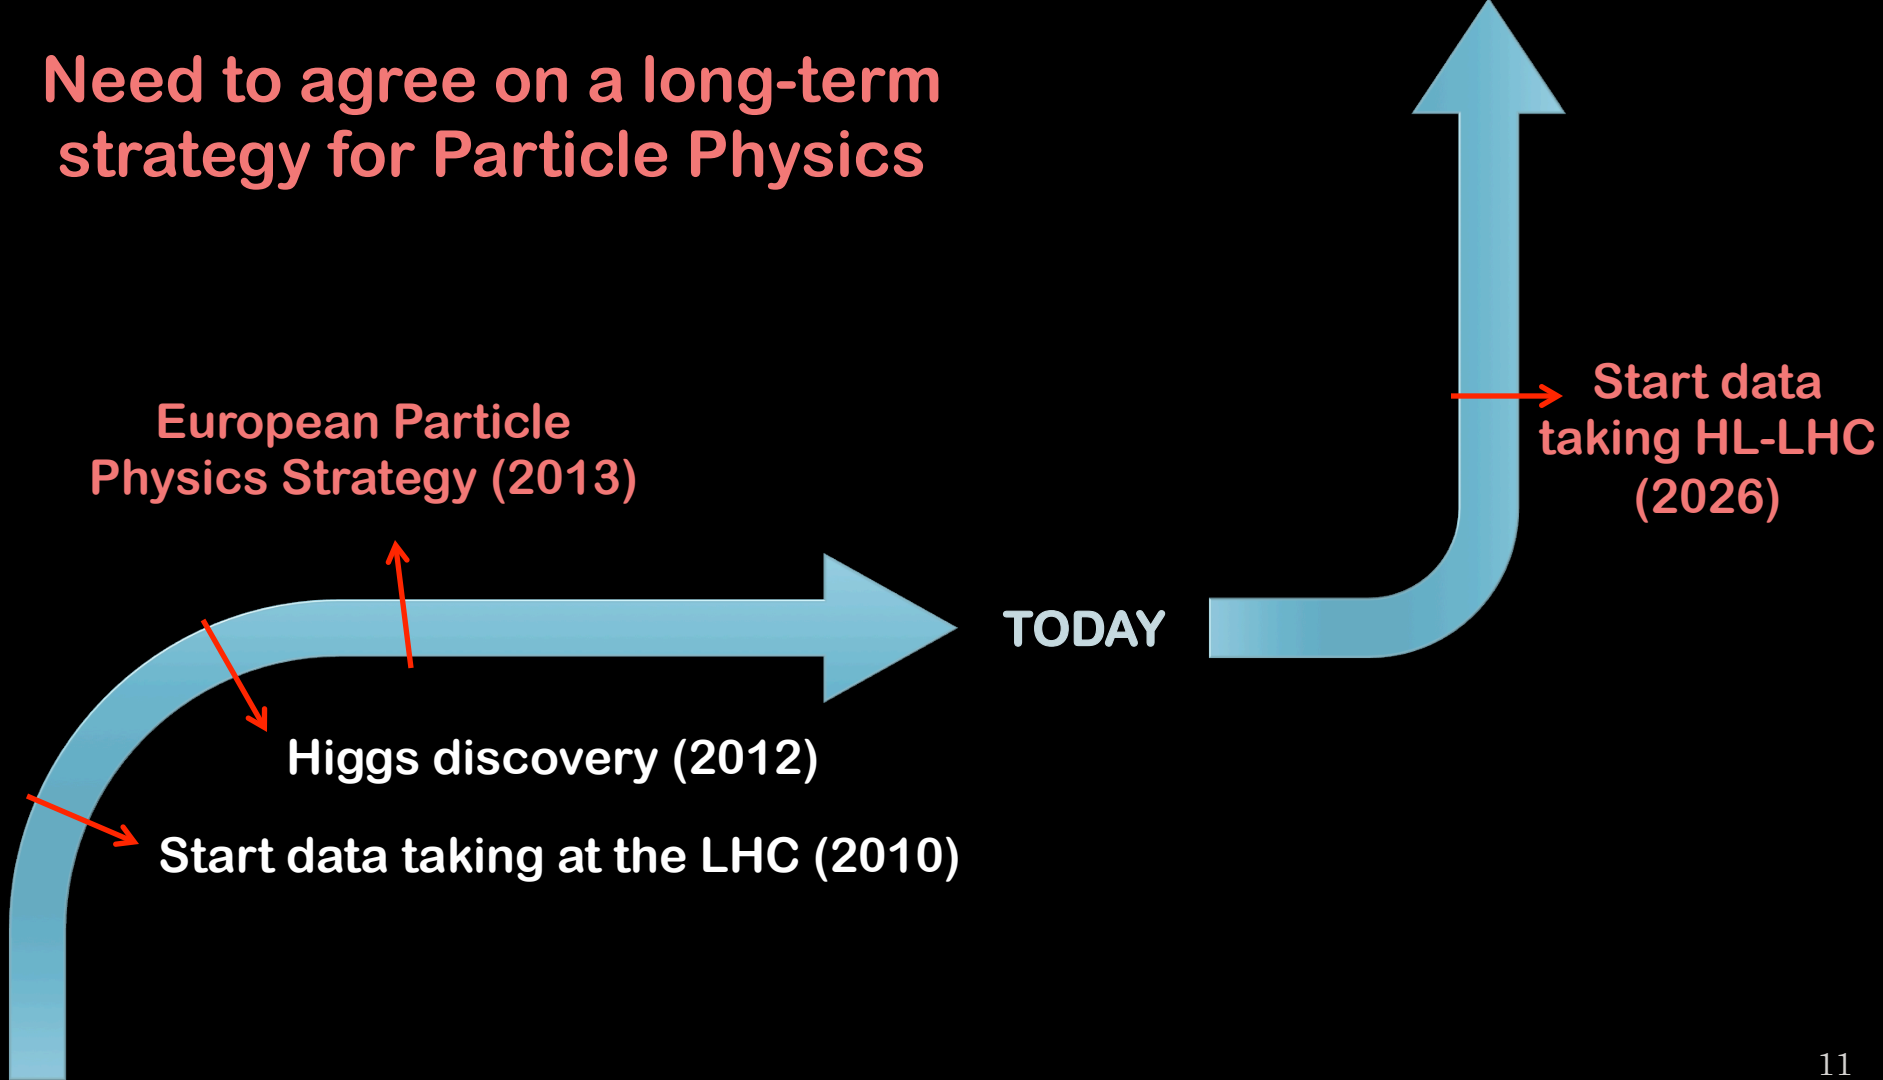 Need to agree on a long-term
strategy for Particle Physics
European Particle
Physics Strategy (2013)
Start data
taking HL-LHC
(2026)
TODAY
Higgs discovery (2012)
Start data taking at the LHC (2010)
11